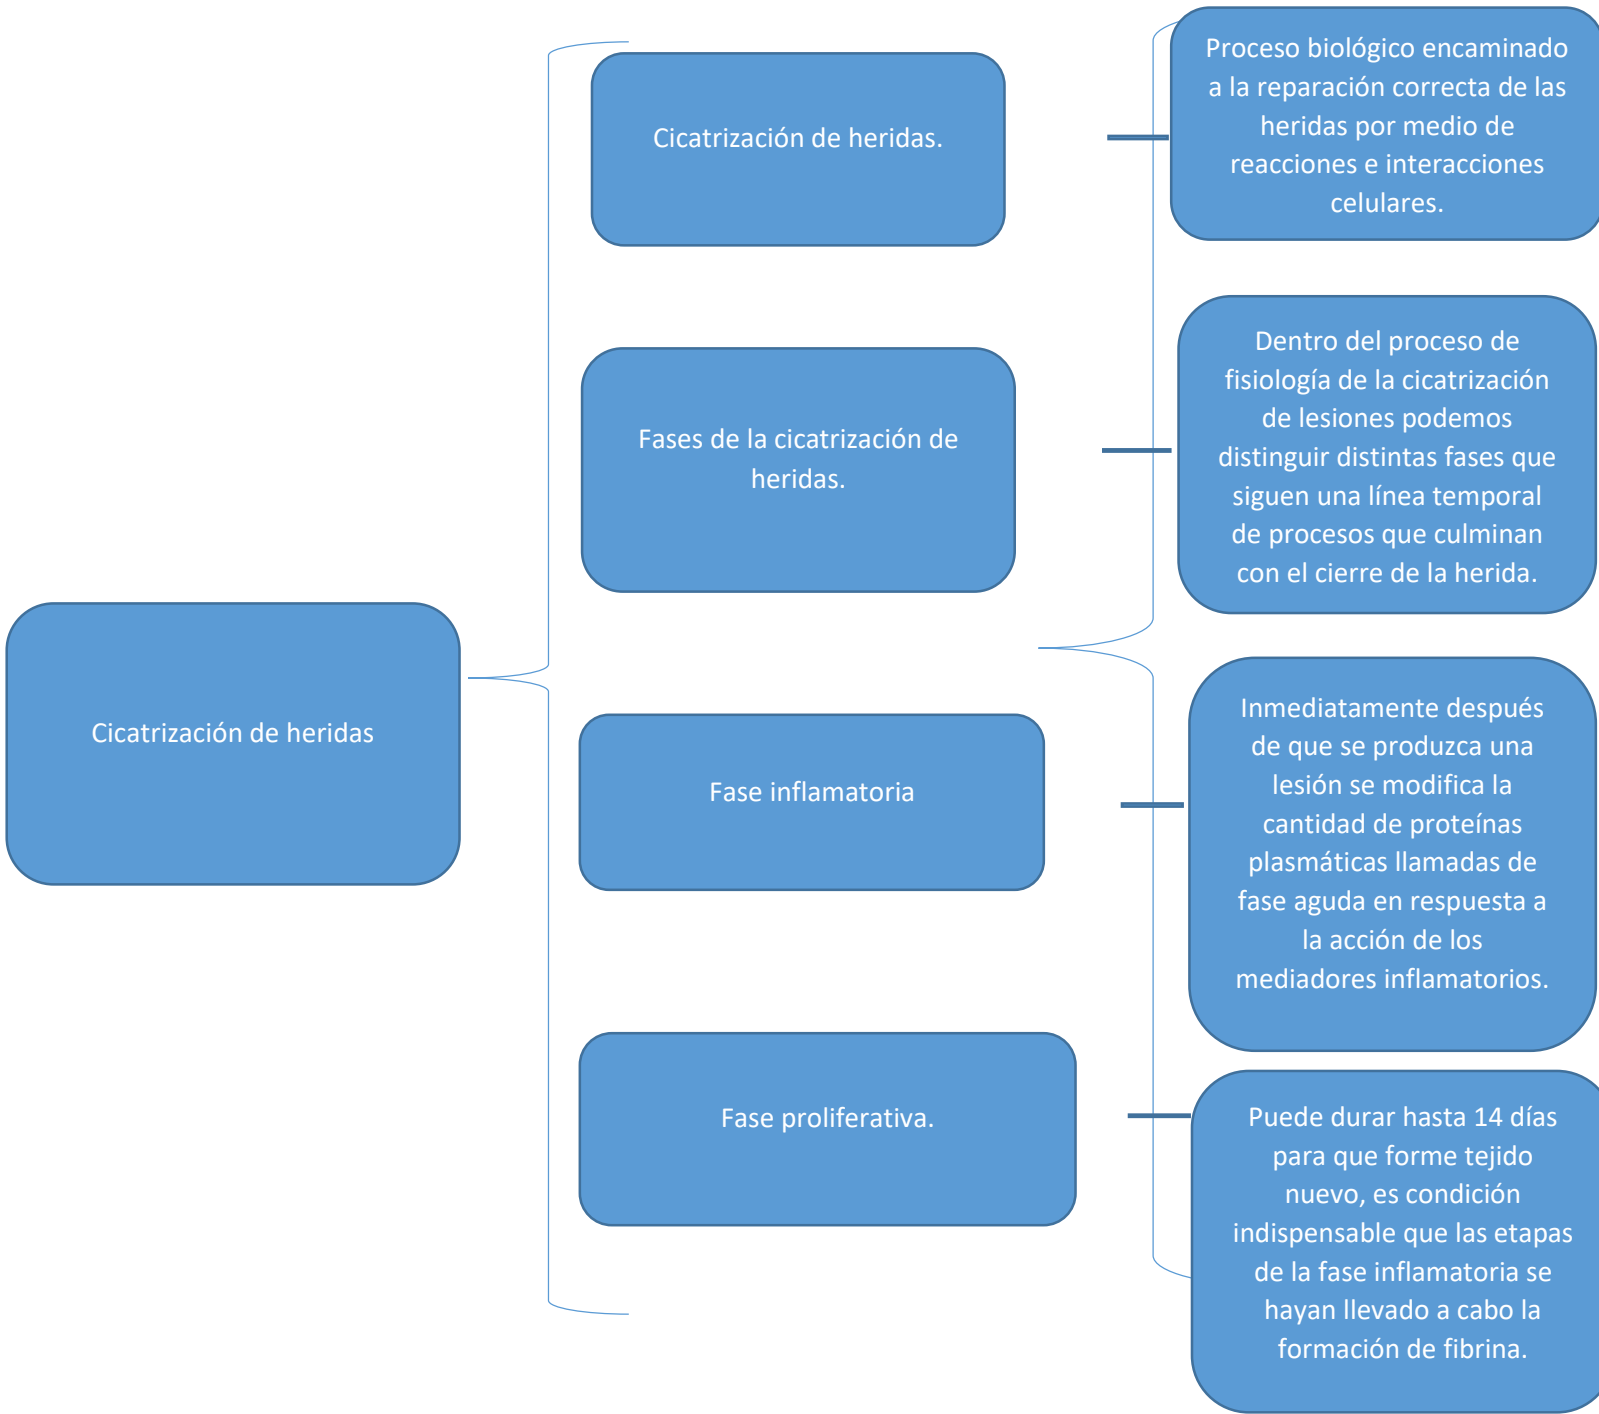 Cicatrización de heridas
Cicatrización de heridas.
Proceso biológico encaminado
a la reparación correcta de las
heridas por medio de
reacciones e interacciones
celulares.
Fases de la cicatrización de
heridas.
Dentro del proceso de
fisiología de la cicatrización
de lesiones podemos
distinguir distintas fases que
siguen una línea temporal
de procesos que culminan
con el cierre de la herida.
Fase inflamatoria
Inmediatamente después
de que se produzca una
lesión se modifica la
cantidad de proteínas
plasmáticas llamadas de
fase aguda en respuesta a
la acción de los
mediadores inflamatorios.
Fase proliferativa.
Puede durar hasta 14 días
para que forme tejido
nuevo, es condición
indispensable que las etapas
de la fase inflamatoria se
hayan llevado a cabo la
formación de fibrina.